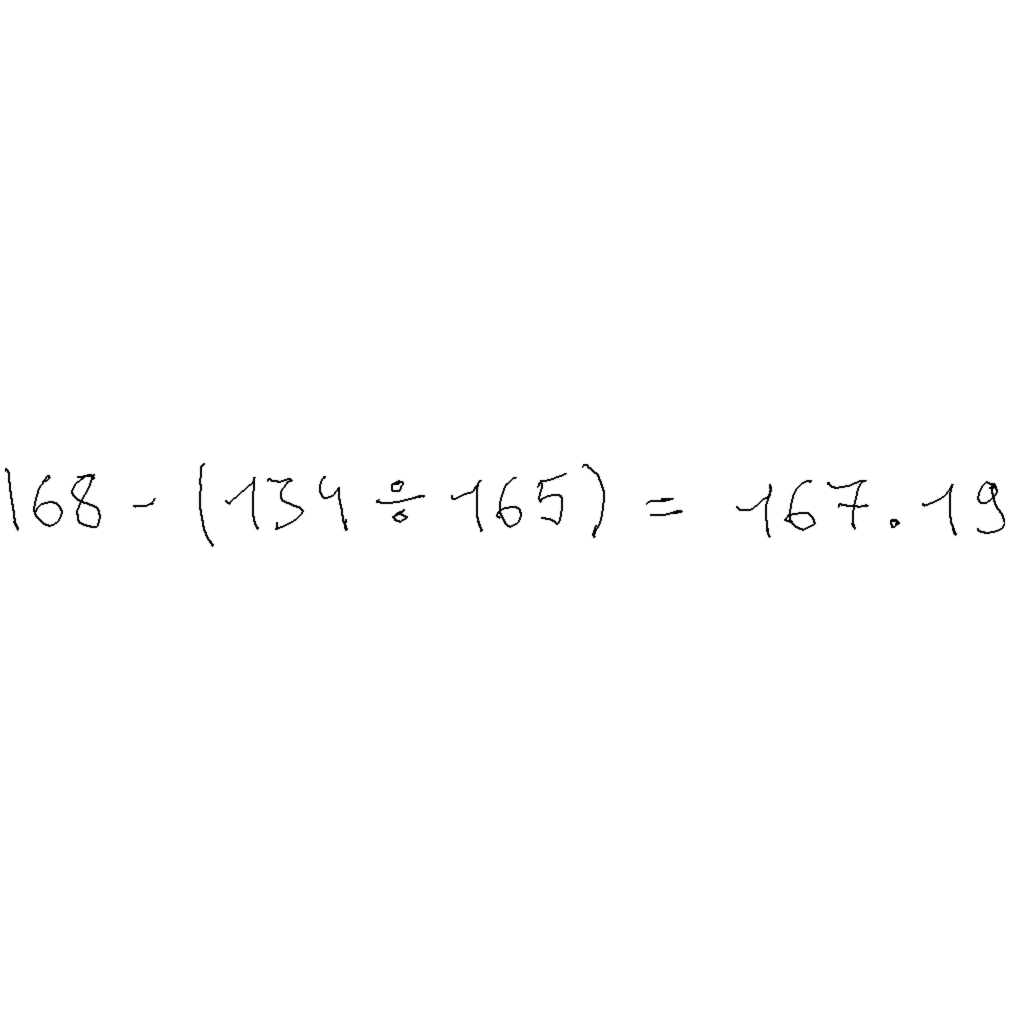 168 - (134 ÷ 165) = 167.19